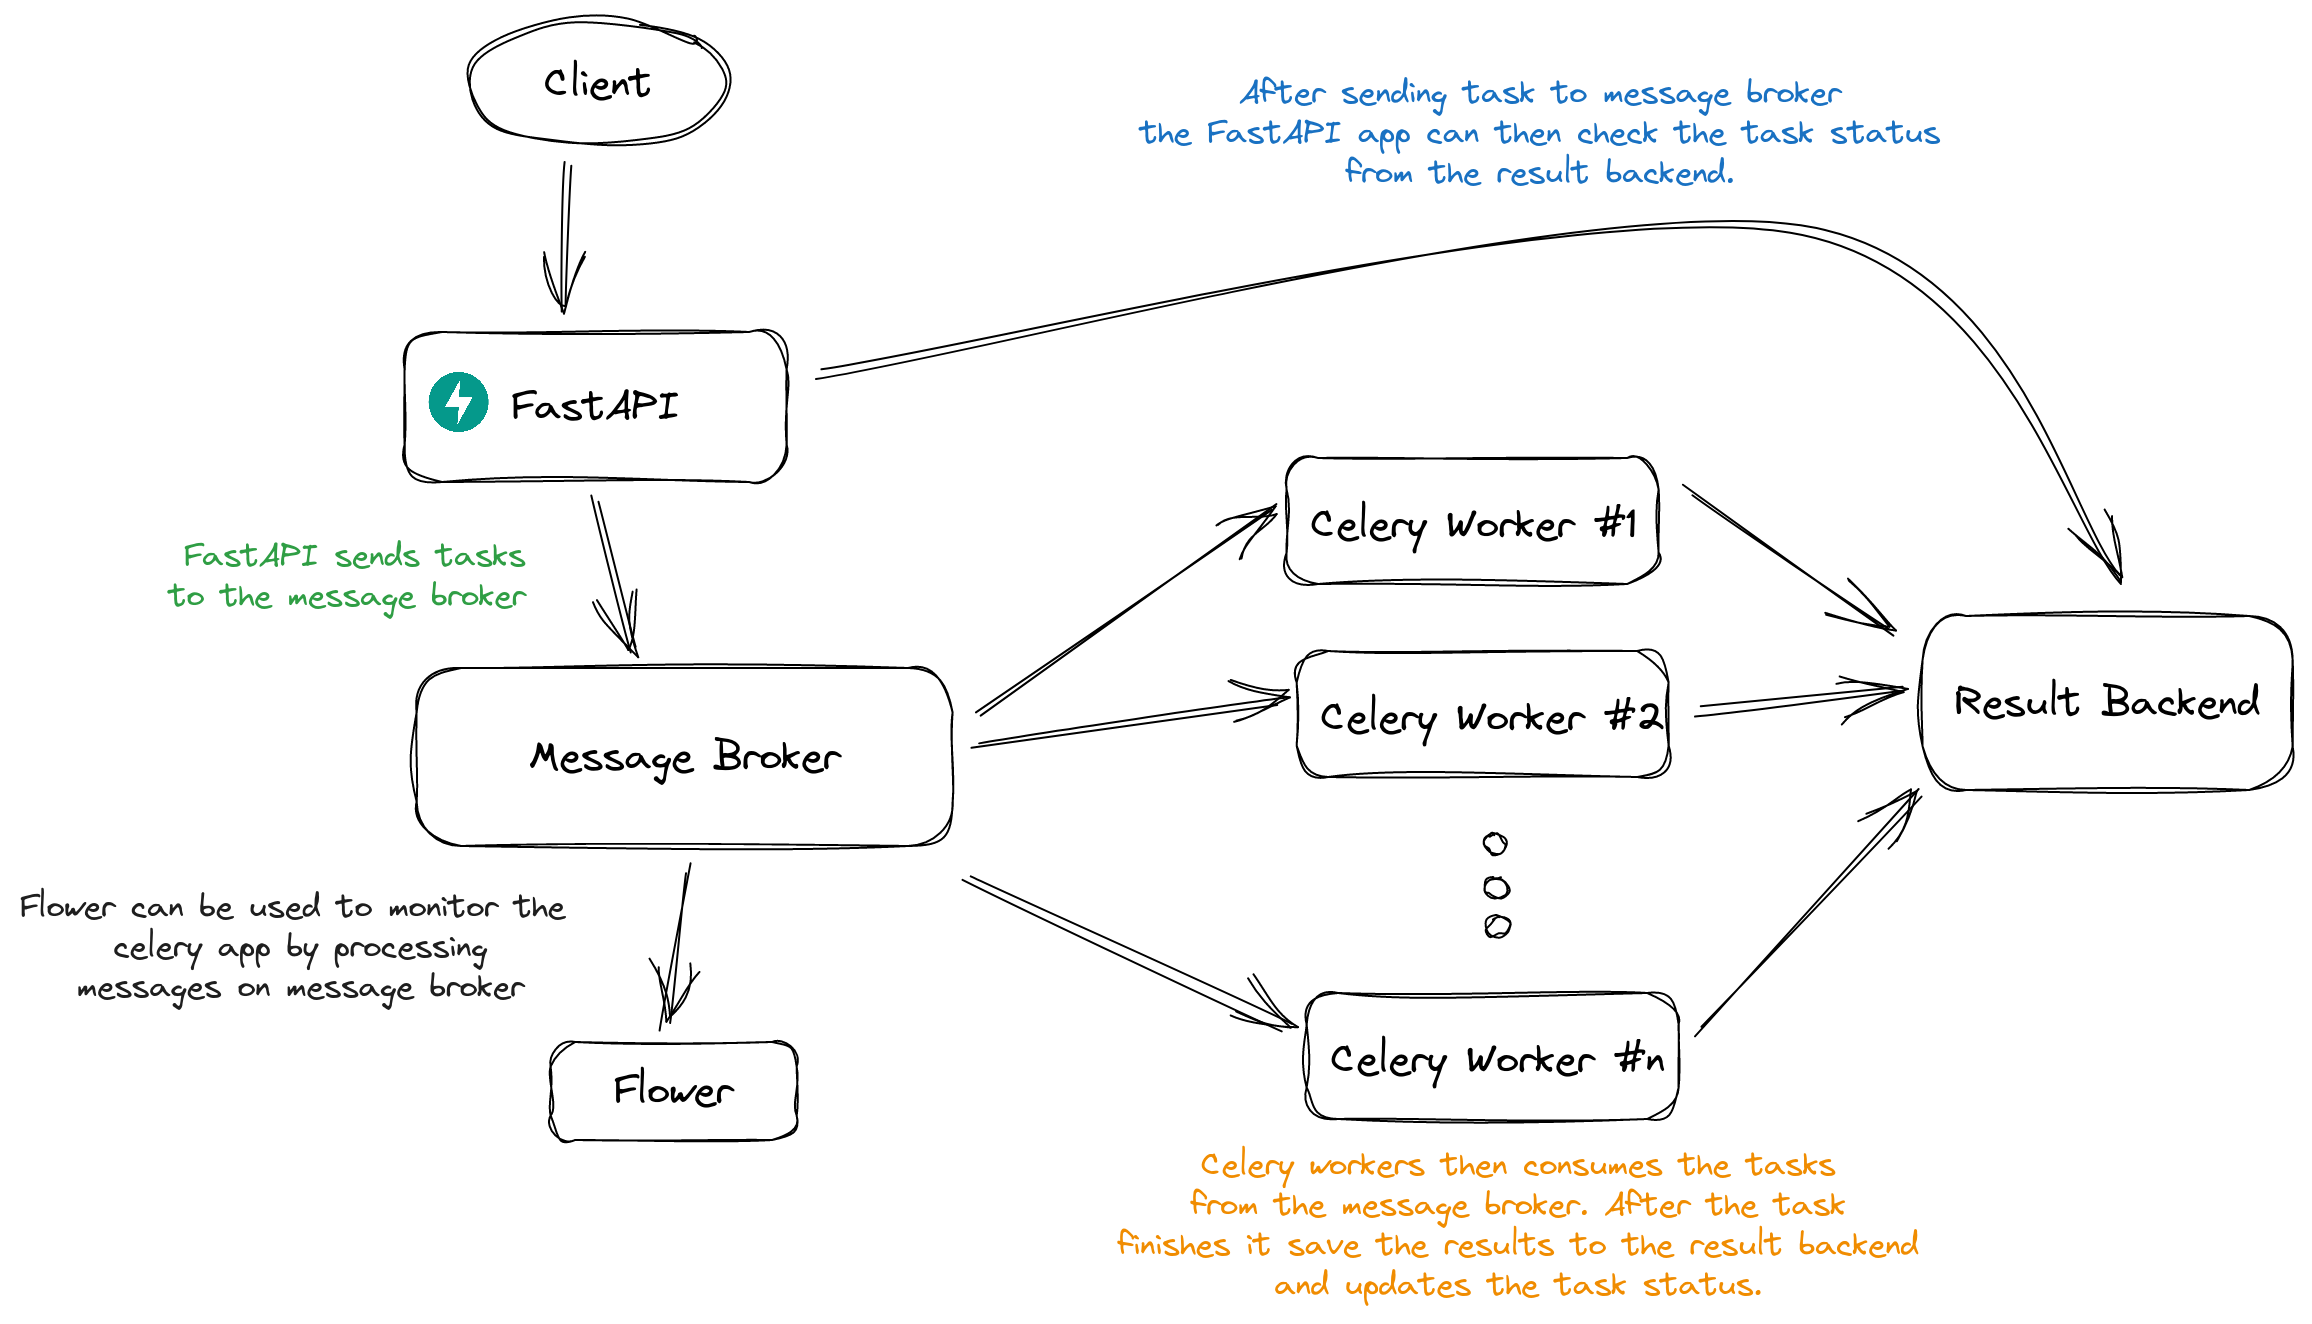 Client
After sending task to message broker
the FastAPI app can then check the task status
from the result backend.
FastAPI
FastAPI sends tasks
to the message broker
Celery Worker #1
Celery Worker #2
Result Backend
Message Broker
Flower can be used to monitor the
celery app by processing
messages on message broker
Celery Worker #n
Flower
Celery workers then consumes the tasks
from the message broker. After the task
finishes it save the results to the result backend
and updates the task status.